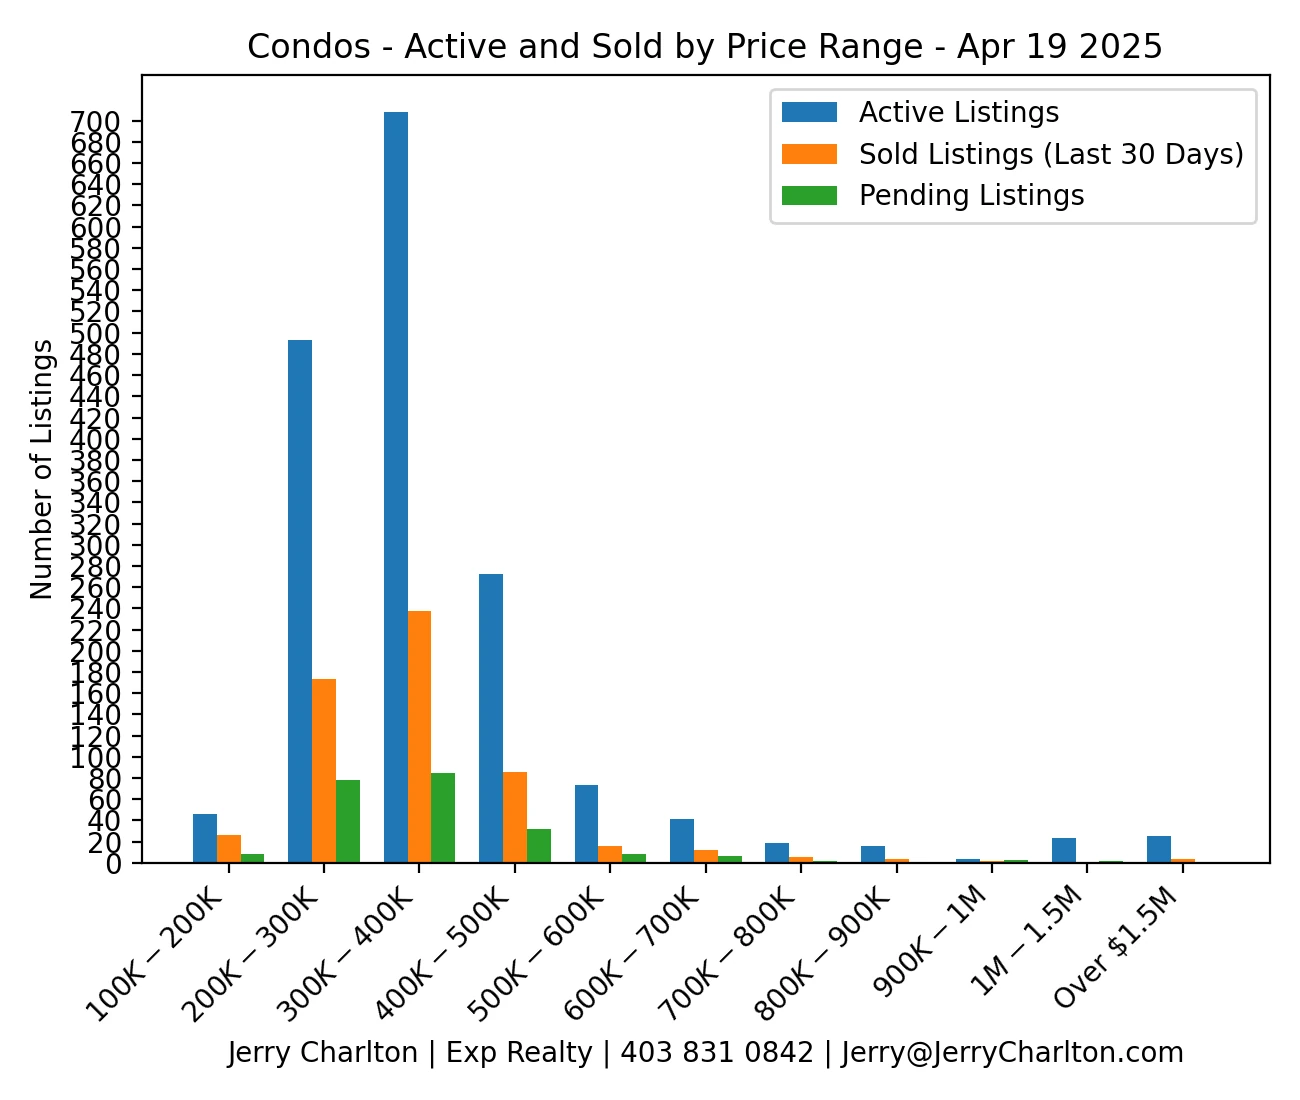 Condos - Active and Sold by Price Range - Apr 19 2025
Active Listings
Sold Listings (Last 30 Days)
Pending Listings
Number of Listings
700
680
660
640
620
600
580
560
540
520
500
480
460
440
420
400
380
360
340
320
300
280
260
240
220
200
180
160
140
120
100
80
60
40
20
0
100K − 200K
200K − 300K
300K − 400K
400K − 500K
500K − 600K
600K − 700K
700K − 800K
800K − 900K
900K − 1M
1M − 1.5M
Over $1.5M
Jerry Charlton | Exp Realty | 403 831 0842 | Jerry@JerryCharlton.com